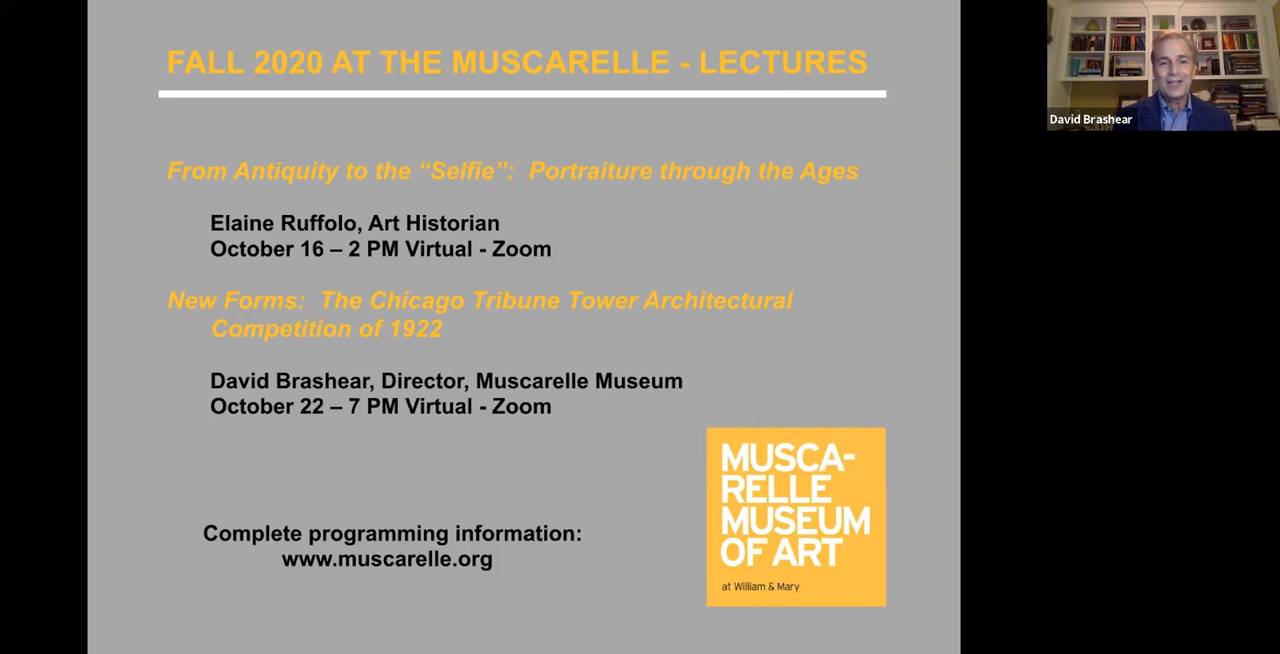 FALL 2020 AT THE MUSCARELLE - LECTURES
From Antiquity to the “Selfie”:  Portraiture through the Ages
Elaine Ruffolo, Art Historian
October 16 – 2 PM Virtual - Zoom
New Forms:  The Chicago Tribune Tower Architectural
Competition of 1922
David Brashear, Director, Muscarelle Museum
October 22 – 7 PM Virtual - Zoom
Complete programming information:
www.muscarelle.org
MUSCA-
RELLE
MUSEUM
OF ART
at William & Mary
David Brashear